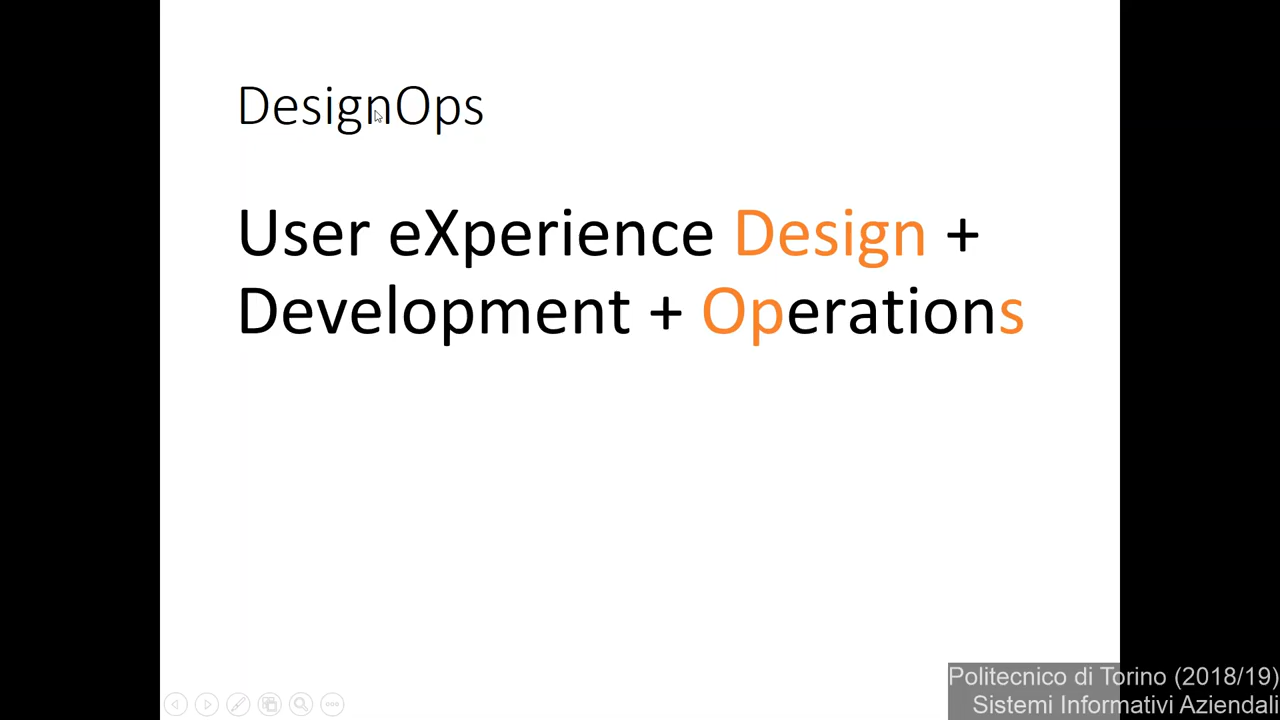 DesignOps
User eXperience Design +
Development + Operations
Politecnico di Torino (2018/19)
Sistemi Informativi Aziendali